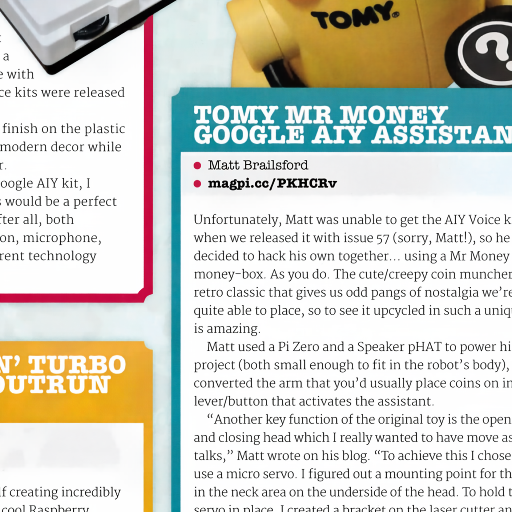 TOMY
?
a
e with
ce kits were released
finish on the plastic
modern decor while
r.
oogle AIY kit, I
s would be a perfect
fter all, both
on, microphone,
rent technology
N' TURBO
OUTRUN
f creating incredibly
cool Raspberry
TOMY MR MONEY
GOOGLE AIY ASSISTAN
Matt Brailsford
magpi.cc/PKHCRv
Unfortunately, Matt was unable to get the AIY Voice k
when we released it with issue 57 (sorry, Matt!), so he
decided to hack his own together... using a Mr Money
money-box. As you do. The cute/creepy coin muncher
retro classic that gives us odd pangs of nostalgia we're
quite able to place, so to see it upcycled in such a uniq
is amazing.
Matt used a Pi Zero and a Speaker pHAT to power hi
project (both small enough to fit in the robot's body),
converted the arm that you'd usually place coins on in
lever/button that activates the assistant.
"Another key function of the original toy is the open
and closing head which I really wanted to have move as
talks," Matt wrote on his blog. "To achieve this I chose
use a micro servo. I figured out a mounting point for th
in the neck area on the underside of the head. To hold t
servo in place, I created a bracket on the laser cutter an